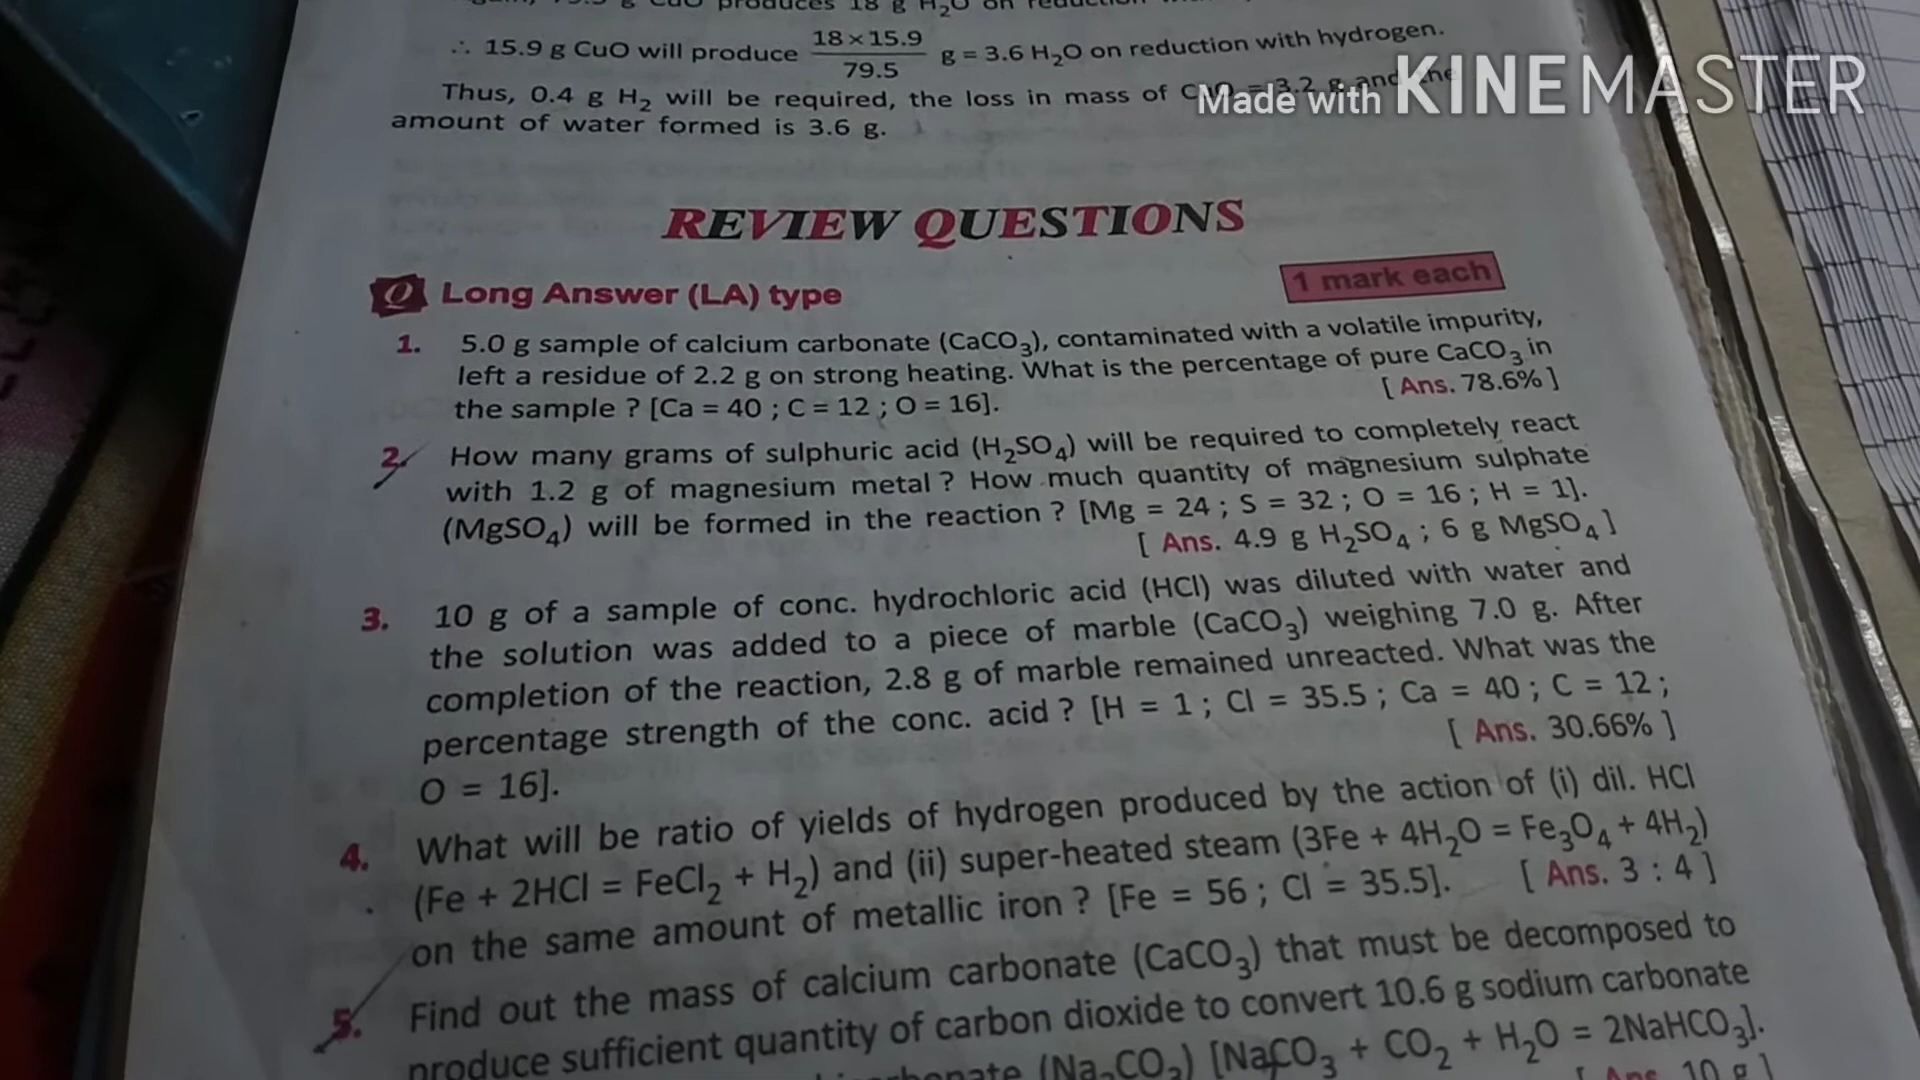 produces 18 g H₂O on
∴ 15.9 g CuO will produce 18×15.9/79.5 g = 3.6 H₂O on reduction with hydrogen.
Thus, 0.4 g H₂ will be required, the loss in mass of = 3.2 g and the
Made with KINEMASTER
amount of water formed is 3.6 g.
REVIEW QUESTIONS
Q Long Answer (LA) type 1 mark each
1. 5.0 g sample of calcium carbonate (CaCO₃), contaminated with a volatile impurity,
left a residue of 2.2 g on strong heating. What is the percentage of pure CaCO₃ in
the sample ? [Ca = 40 ; C = 12 ; O = 16]. [ Ans. 78.6% ]
2. How many grams of sulphuric acid (H₂SO₄) will be required to completely react
with 1.2 g of magnesium metal ? How much quantity of magnesium sulphate
(MgSO₄) will be formed in the reaction ? [Mg = 24 ; S = 32 ; O = 16 ; H = 1].
[ Ans. 4.9 g H₂SO₄ ; 6 g MgSO₄ ]
3. 10 g of a sample of conc. hydrochloric acid (HCl) was diluted with water and
the solution was added to a piece of marble (CaCO₃) weighing 7.0 g. After
completion of the reaction, 2.8 g of marble remained unreacted. What was the
percentage strength of the conc. acid ? [H = 1 ; Cl = 35.5 ; Ca = 40 ; C = 12 ;
O = 16]. [ Ans. 30.66% ]
4. What will be ratio of yields of hydrogen produced by the action of (i) dil. HCl
(Fe + 2HCl = FeCl₂ + H₂) and (ii) super-heated steam (3Fe + 4H₂O = Fe₃O₄ + 4H₂)
on the same amount of metallic iron ? [Fe = 56 ; Cl = 35.5]. [ Ans. 3 : 4 ]
5. Find out the mass of calcium carbonate (CaCO₃) that must be decomposed to
produce sufficient quantity of carbon dioxide to convert 10.6 g sodium carbonate
(Na₂CO₃) [NaCO₃ + CO₂ + H₂O = 2NaHCO₃].
[ Ans. 10 g ]